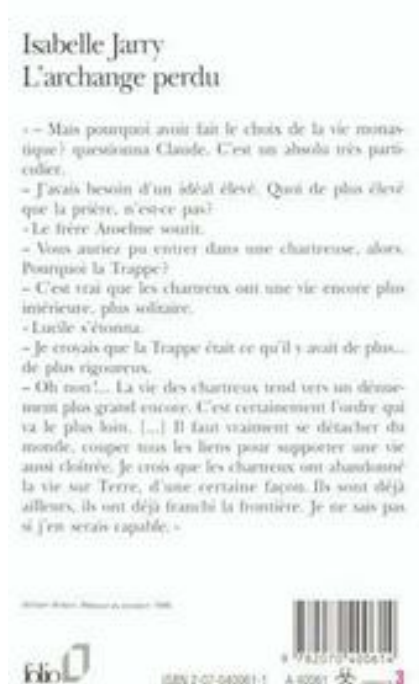 Isabelle Jarry
L'archange perdu
« – Mais pourquoi avoir fait le choix de la vie monas-
tique? questionna Claude. C'est un absolu très parti-
culier.
– J'avais besoin d'un idéal élevé. Quoi de plus élevé
que la prière, n'est-ce pas?
» Le frère Anselme sourit.
– Vous auriez pu entrer dans une chartreuse, alors.
Pourquoi la Trappe?
– C'est vrai que les chartreux ont une vie encore plus
intérieure, plus solitaire.
» Lucile s'étonna.
– Je croyais que la Trappe était ce qu'il y avait de plus...
de plus rigoureux.
– Oh non!... La vie des chartreux tend vers un dénue-
ment plus grand encore. C'est certainement l'ordre qui
va le plus loin. [...] Il faut vraiment se détacher du
monde, couper tous les liens pour supporter une vie
aussi cloîtrée. Je crois que les chartreux ont abandonné
la vie sur Terre, d'une certaine façon. Ils sont déjà
ailleurs, ils ont déjà franchi la frontière. Je ne sais pas
si j'en serais capable. »
9 782070 400614
folio
ISBN 2-07-040061-1 A 40061 3